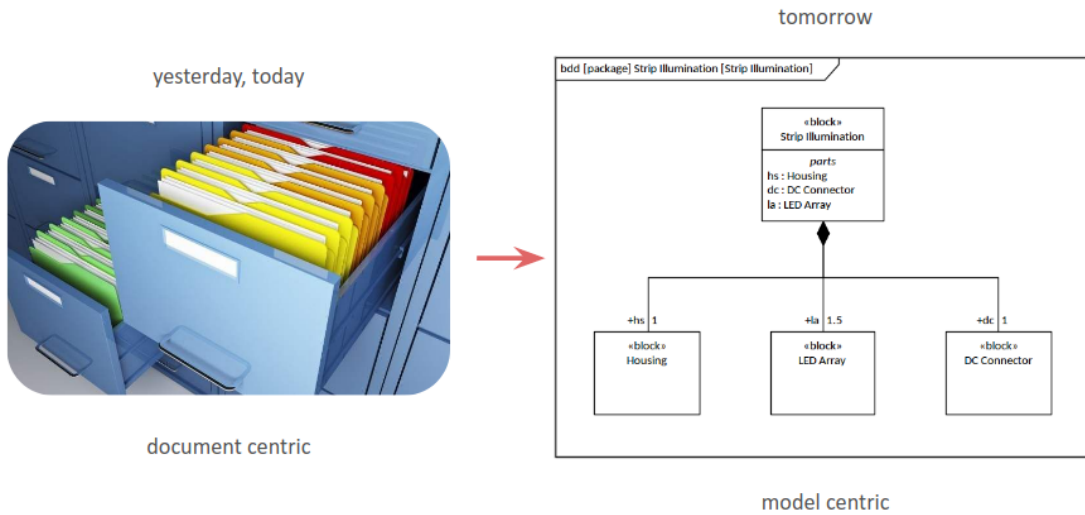 yesterday, today
document centric
tomorrow
bdd [package] Strip Illumination [Strip Illumination]
«block»
Strip Illumination
parts
hs : Housing
dc : DC Connector
la : LED Array
+hs 1
+la 1.5
+dc 1
«block»
Housing
«block»
LED Array
«block»
DC Connector
model centric